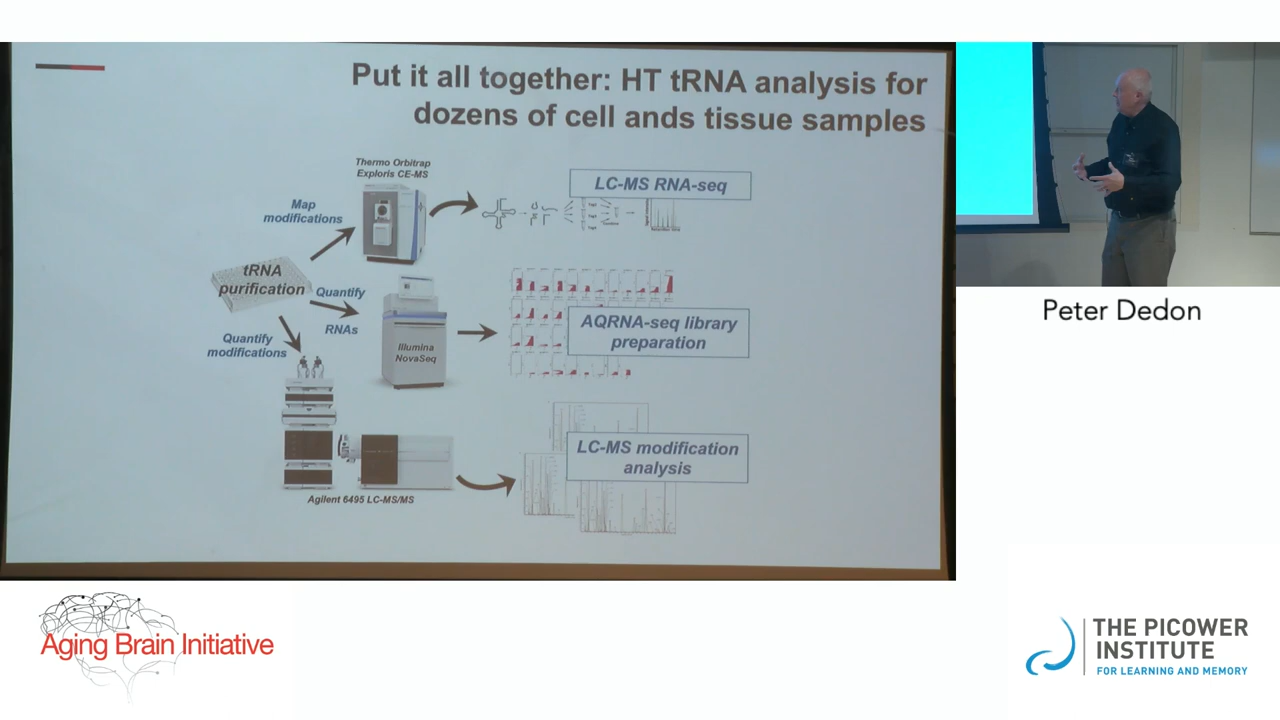 Put it all together: HT tRNA analysis for
dozens of cell ands tissue samples
Thermo Orbitrap
Exploris CE-MS
LC-MS RNA-seq
Map
modifications
tRNA
purification
Quantify
RNAs
Illumina
NovaSeq
AQRNA-seq library
preparation
Quantify
modifications
LC-MS modification
analysis
Agilent 6495 LC-MS/MS
Peter Dedon
Aging Brain Initiative
THE PICOWER
INSTITUTE
FOR LEARNING AND MEMORY